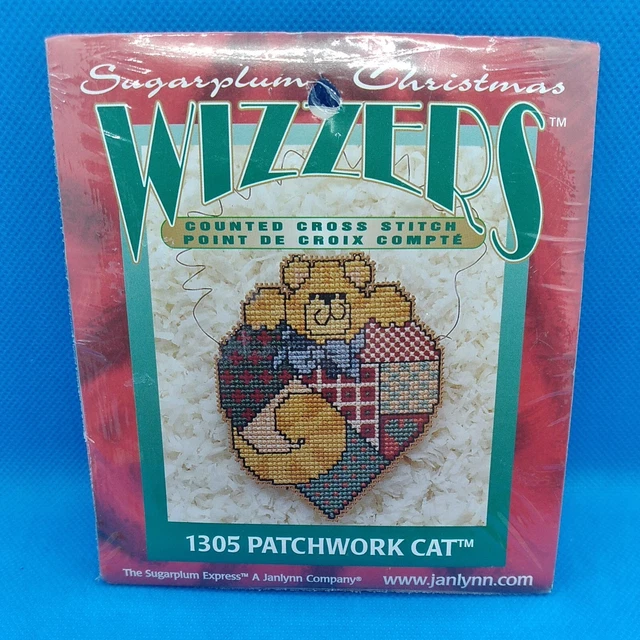 Sugarplum Christmas
WIZZERS™
COUNTED CROSS STITCH
POINT DE CROIX COMPTÉ
1305 PATCHWORK CAT™
The Sugarplum Express™ A Janlynn Company® www.janlynn.com